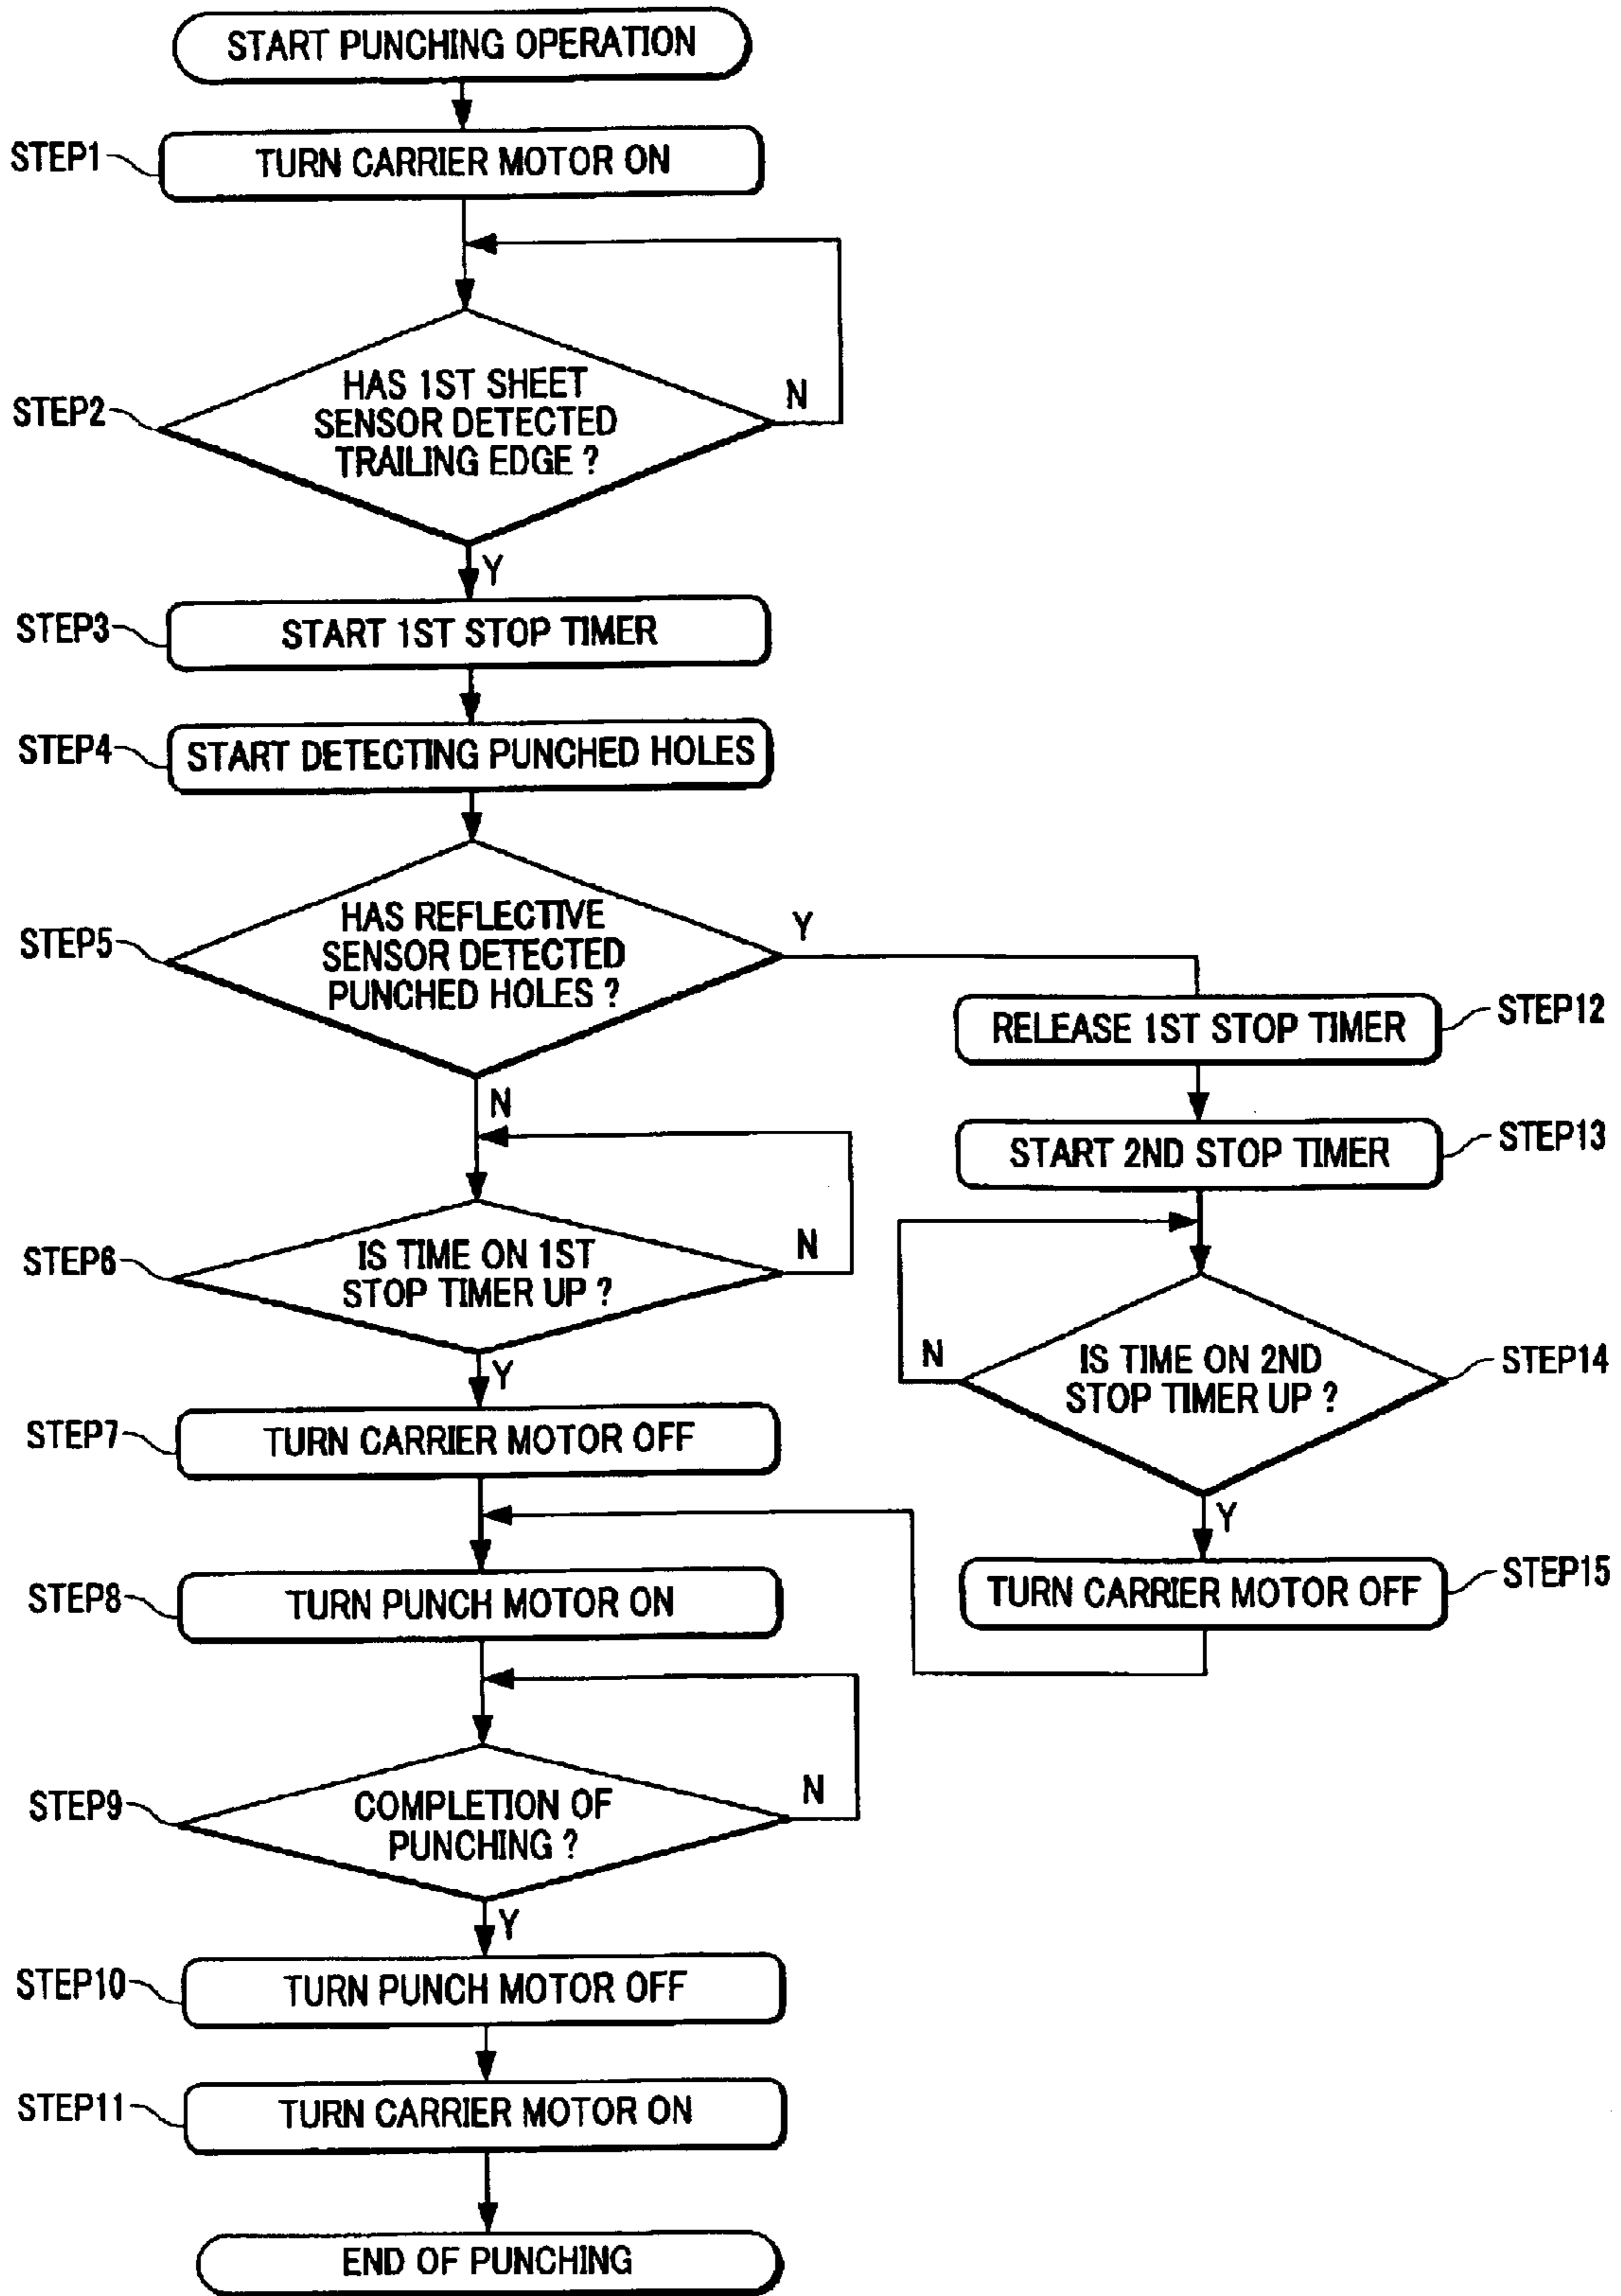 START PUNCHING OPERATION
STEP1
TURN CARRIER MOTOR ON
STEP2
HAS 1ST SHEET
SENSOR DETECTED
TRAILING EDGE ?
N
Y
STEP3
START 1ST STOP TIMER
STEP4
START DETECTING PUNCHED HOLES
STEP5
HAS REFLECTIVE
SENSOR DETECTED
PUNCHED HOLES ?
Y
N
STEP6
IS TIME ON 1ST
STOP TIMER UP ?
N
Y
STEP7
TURN CARRIER MOTOR OFF
STEP8
TURN PUNCH MOTOR ON
STEP9
COMPLETION OF
PUNCHING ?
N
Y
STEP10
TURN PUNCH MOTOR OFF
STEP11
TURN CARRIER MOTOR ON
END OF PUNCHING
RELEASE 1ST STOP TIMER
STEP12
START 2ND STOP TIMER
STEP13
IS TIME ON 2ND
STOP TIMER UP ?
STEP14
N
Y
TURN CARRIER MOTOR OFF
STEP15